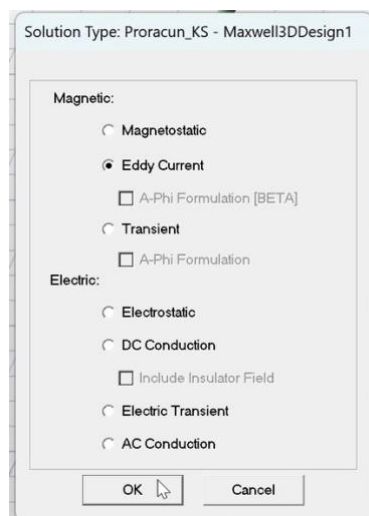 Solution Type: Proracun_KS - Maxwell3DDesign1
Magnetic:
Magnetostatic
Eddy Current
A-Phi Formulation [BETA]
Transient
A-Phi Formulation
Electric:
Electrostatic
DC Conduction
Include Insulator Field
Electric Transient
AC Conduction
OK Cancel